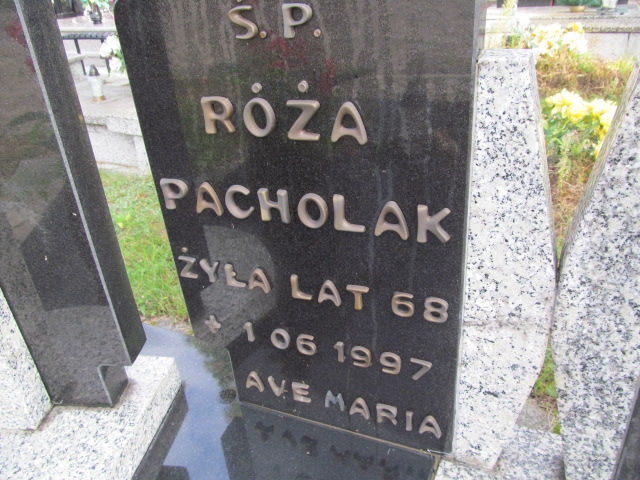 Ś. P.
RÓŻA
PACHOLAK
ŻYŁA LAT 68
+ 1 06 1997
AVE MARIA